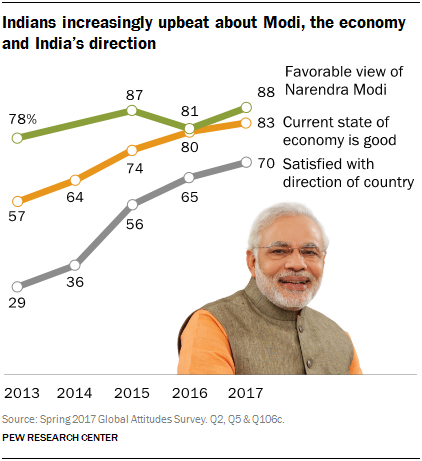 Indians increasingly upbeat about Modi, the economy
and India's direction
78%
87
81
88
Favorable view of
Narendra Modi
57
64
74
80
83
Current state of
economy is good
29
36
56
65
70
Satisfied with
direction of country
2013 2014 2015 2016 2017
Source: Spring 2017 Global Attitudes Survey. Q2, Q5 & Q106c.
PEW RESEARCH CENTER